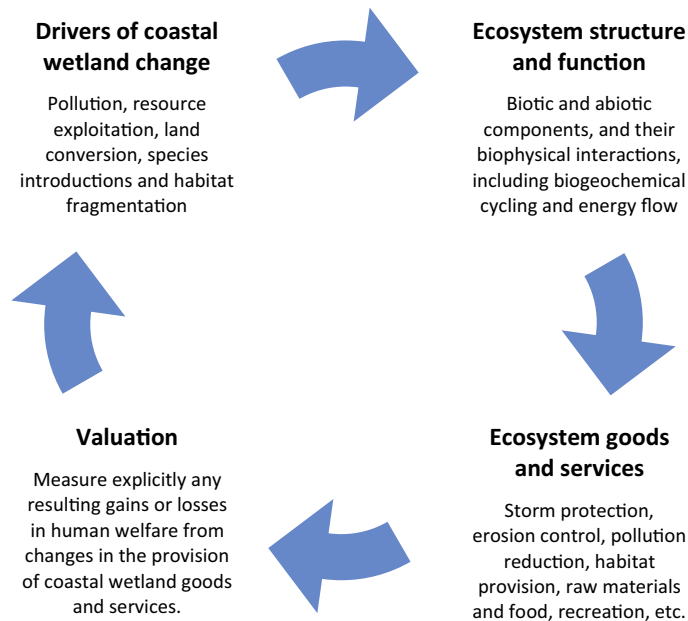 Drivers of coastal
wetland change
Pollution, resource
exploitation, land
conversion, species
introductions and habitat
fragmentation
Ecosystem structure
and function
Biotic and abiotic
components, and their
biophysical interactions,
including biogeochemical
cycling and energy flow
Ecosystem goods
and services
Storm protection,
erosion control, pollution
reduction, habitat
provision, raw materials
and food, recreation, etc.
Valuation
Measure explicitly any
resulting gains or losses
in human welfare from
changes in the provision
of coastal wetland goods
and services.